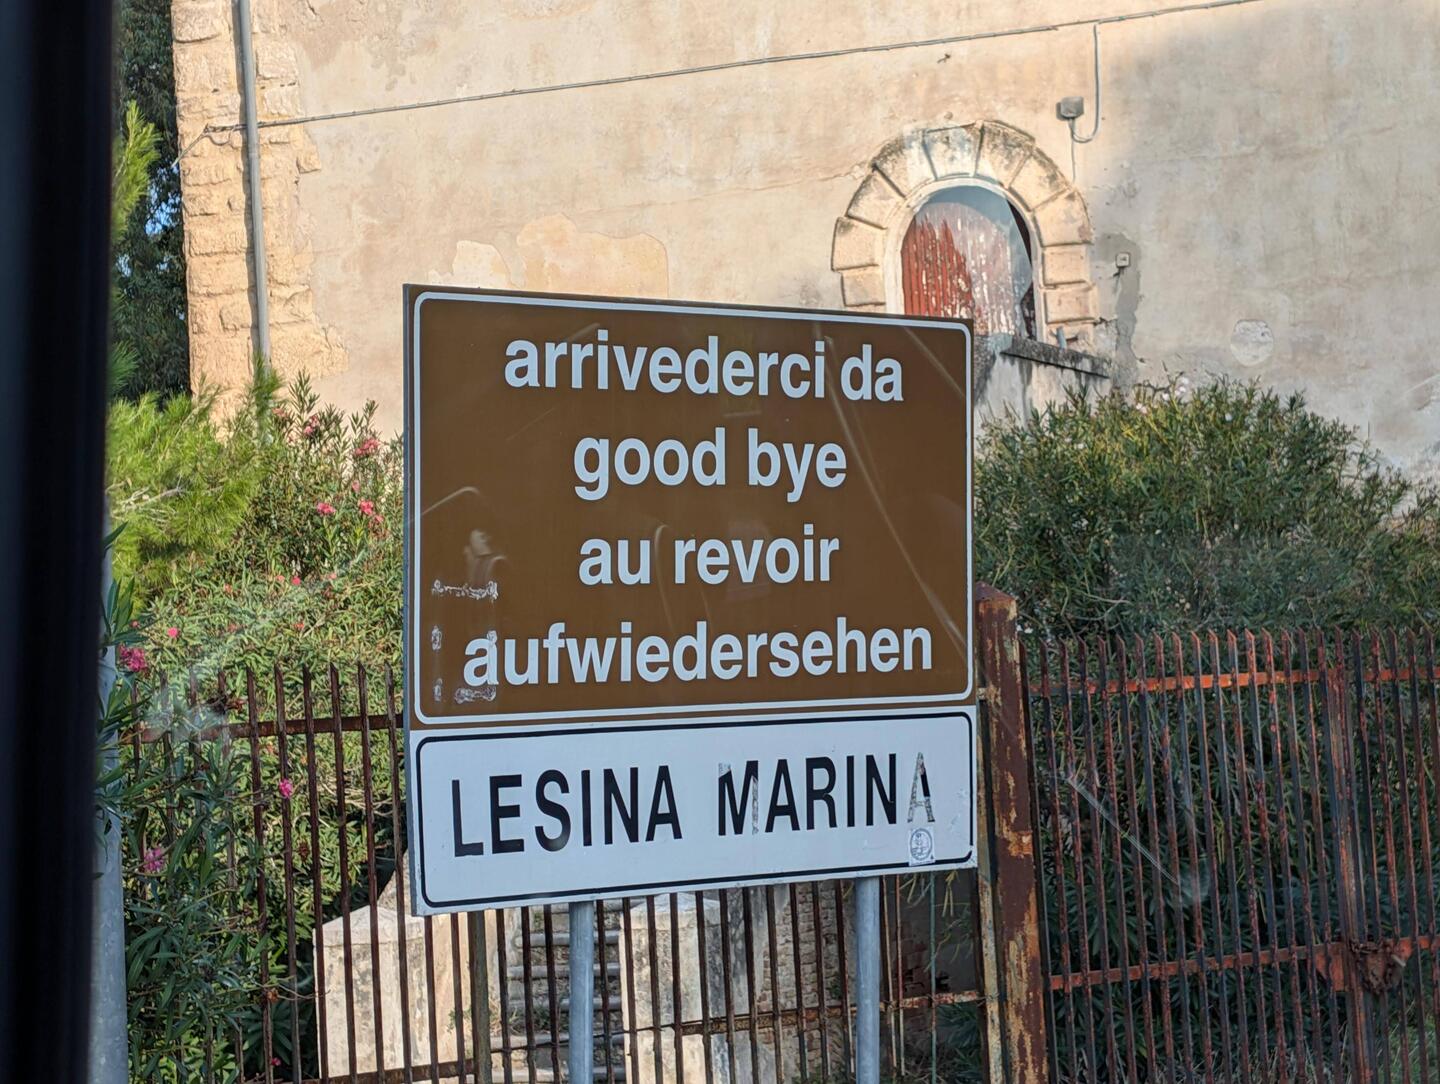 arrivederci da
good bye
au revoir
aufwiedersehen
LESINA MARINA